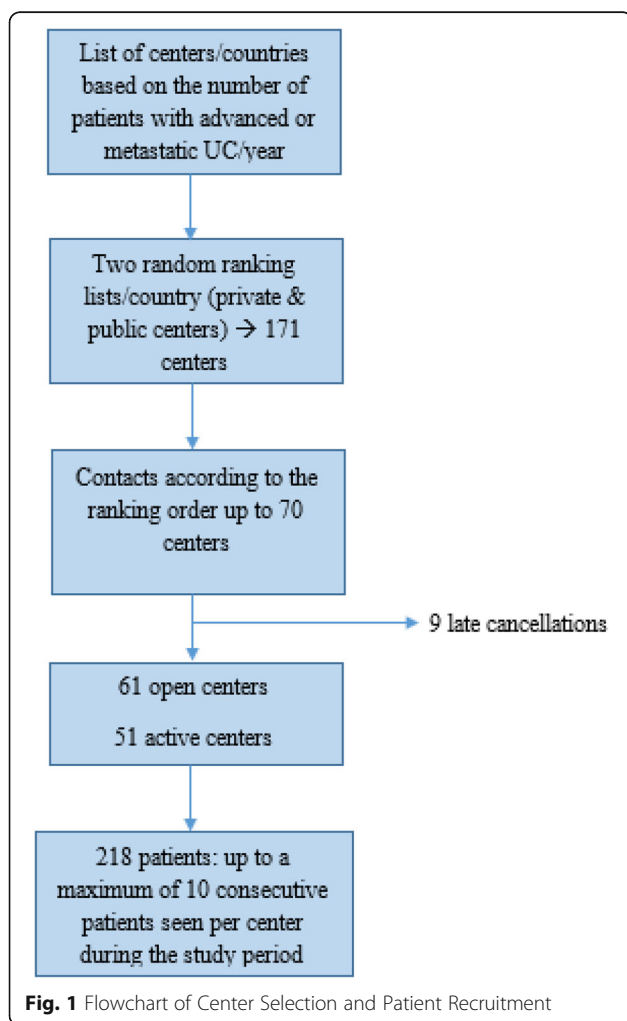 List of centers/countries
based on the number of
patients with advanced or
metastatic UC/year
Two random ranking
lists/country (private &
public centers) → 171
centers
Contacts according to the
ranking order up to 70
centers
9 late cancellations
61 open centers
51 active centers
218 patients: up to a
maximum of 10 consecutive
patients seen per center
during the study period
Fig. 1 Flowchart of Center Selection and Patient Recruitment